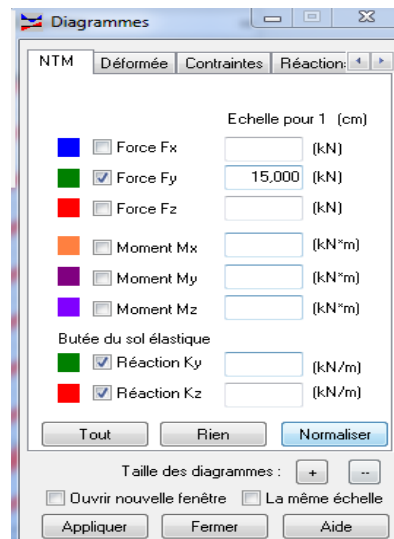 Diagrammes
NTM Déformée Contraintes Réaction:
Echelle pour 1 (cm)
Force Fx (kN)
Force Fy 15,000 (kN)
Force Fz (kN)
Moment Mx (kN*m)
Moment My (kN*m)
Moment Mz (kN*m)
Butée du sol élastique
Réaction Ky (kN/m)
Réaction Kz (kN/m)
Tout Rien Normaliser
Taille des diagrammes : + --
Ouvrir nouvelle fenêtre La même échelle
Appliquer Fermer Aide